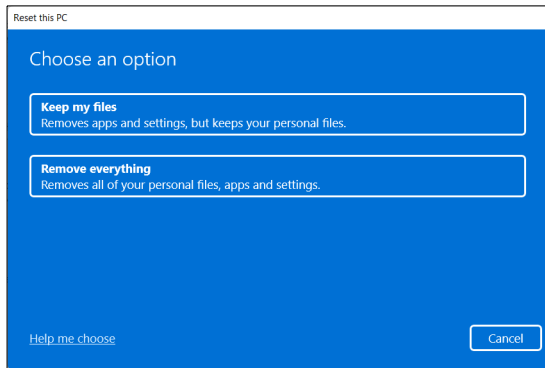 Reset this PC
Choose an option
Keep my files
Removes apps and settings, but keeps your personal files.
Remove everything
Removes all of your personal files, apps and settings.
Help me choose
Cancel